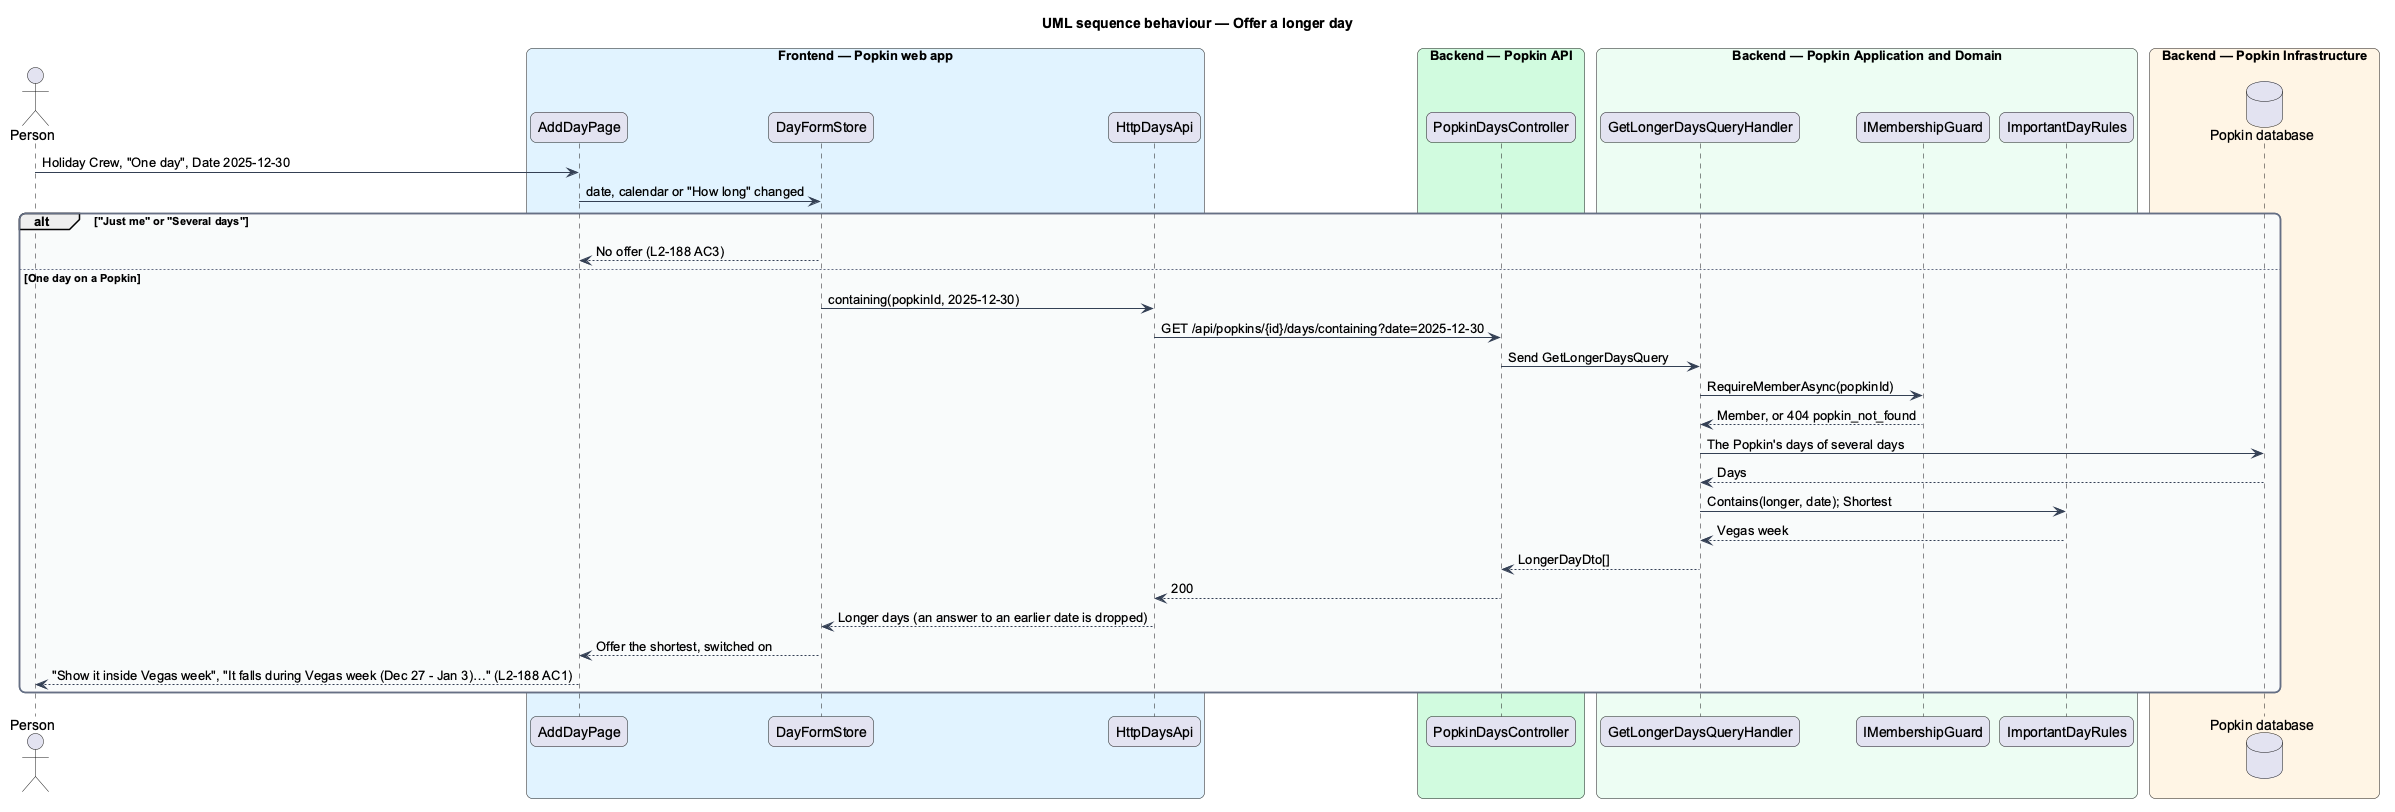 UML sequence behaviour — Offer a longer day
Frontend — Popkin web app
Backend — Popkin API
Backend — Popkin Application and Domain
Backend — Popkin Infrastructure
Person
AddDayPage
DayFormStore
HttpDaysApi
PopkinDaysController
GetLongerDaysQueryHandler
IMembershipGuard
ImportantDayRules
Popkin database
Holiday Crew, "One day", Date 2025-12-30
date, calendar or "How long" changed
alt
["Just me" or "Several days"]
No offer (L2-188 AC3)
[One day on a Popkin]
containing(popkinId, 2025-12-30)
GET /api/popkins/{id}/days/containing?date=2025-12-30
Send GetLongerDaysQuery
RequireMemberAsync(popkinId)
Member, or 404 popkin_not_found
The Popkin's days of several days
Days
Contains(longer, date); Shortest
Vegas week
LongerDayDto[]
200
Longer days (an answer to an earlier date is dropped)
Offer the shortest, switched on
"Show it inside Vegas week", "It falls during Vegas week (Dec 27 - Jan 3)…" (L2-188 AC1)
Person
AddDayPage
DayFormStore
HttpDaysApi
PopkinDaysController
GetLongerDaysQueryHandler
IMembershipGuard
ImportantDayRules
Popkin database